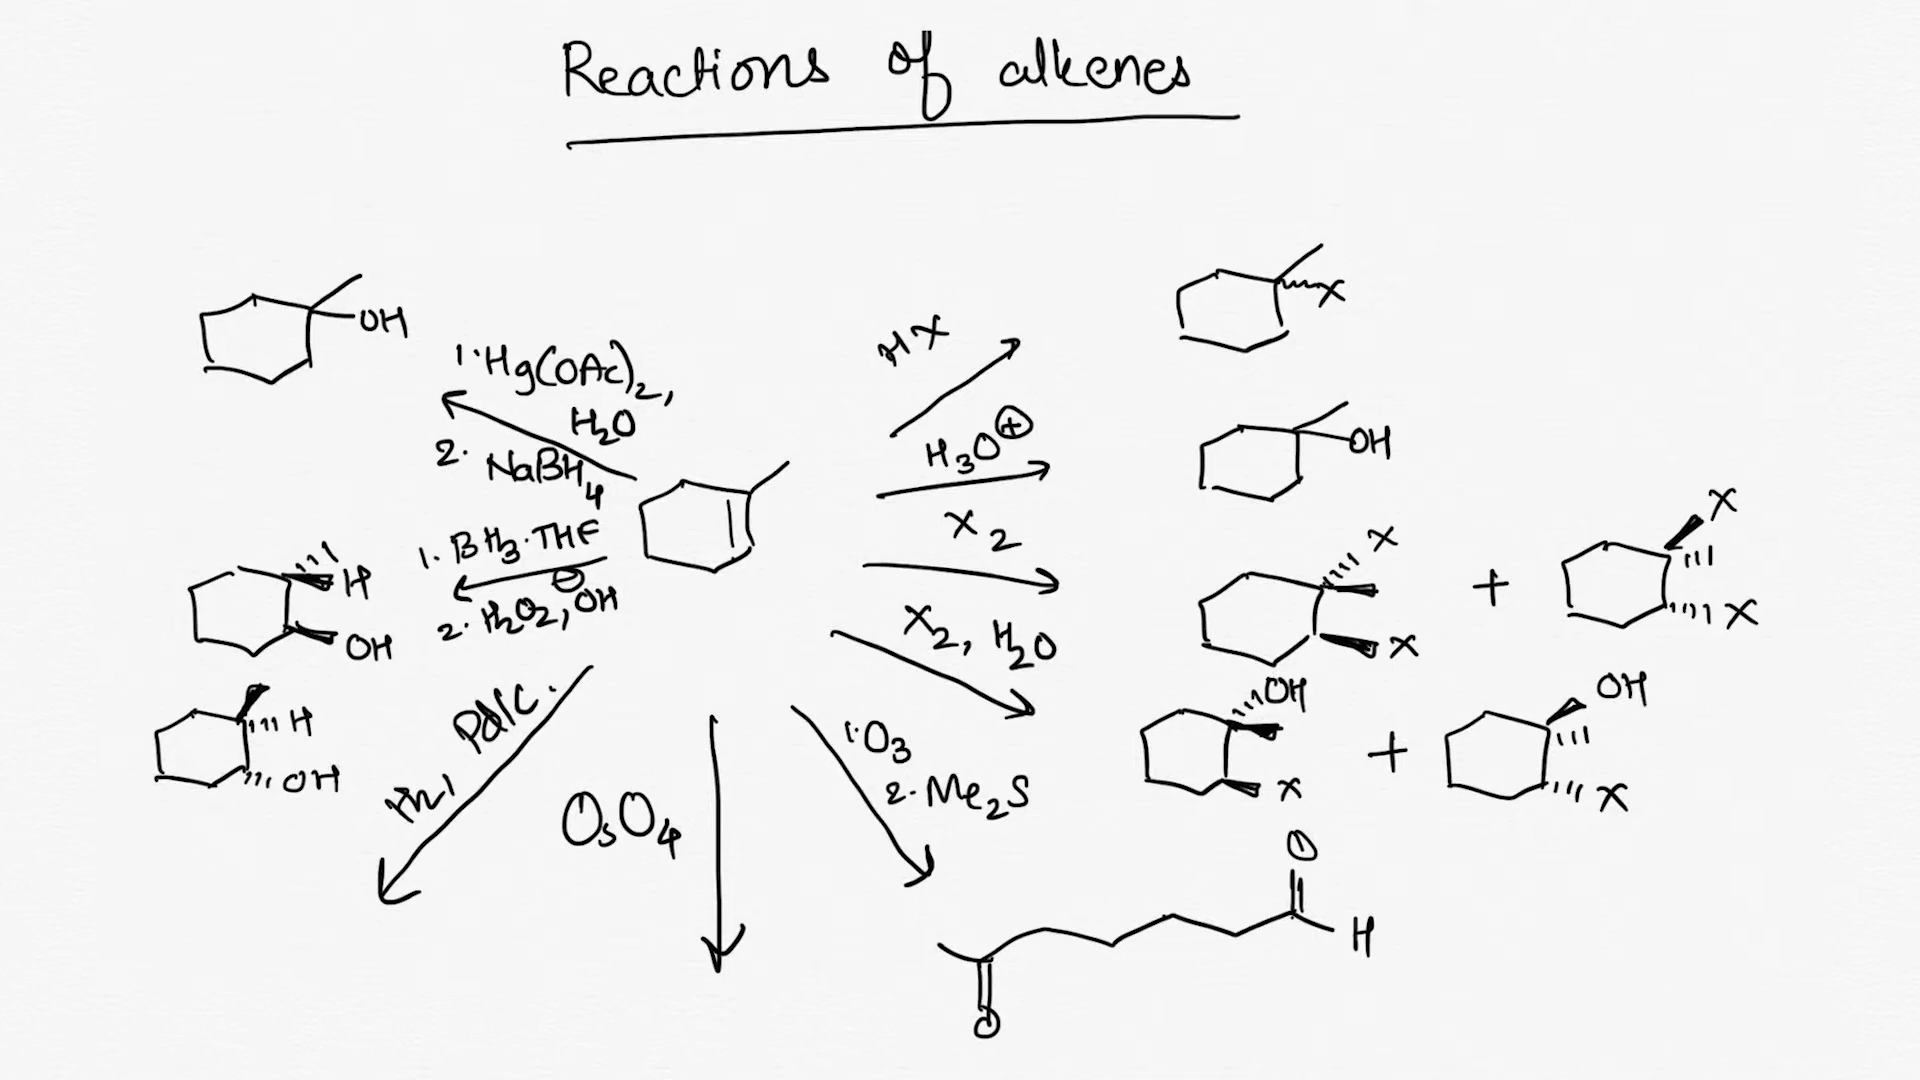 Reactions of alkenes
OH
1. Hg(OAc)2,
H2O
2. NaBH4
HX
X
H3O⊕
OH
X2
X
X
+
X
X
1. BH3·THF
2. H2O2, ⊖OH
H
OH
X2, H2O
OH
X
+
OH
X
H
OH
Pd/C.
OsO4
1. O3
2. Me2S
O
H
O